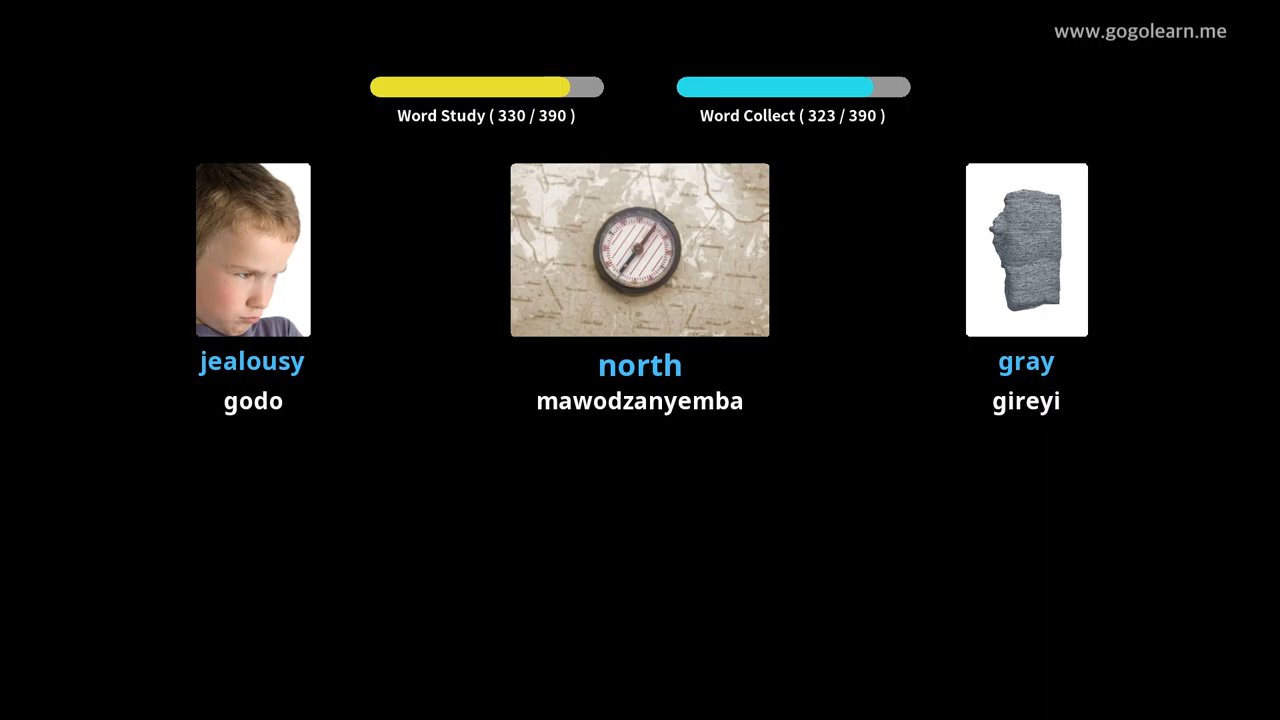 www.gogolearn.me
Word Study ( 330 / 390 )
Word Collect ( 323 / 390 )
jealousy
godo
north
mawodzanyemba
gray
gireyi